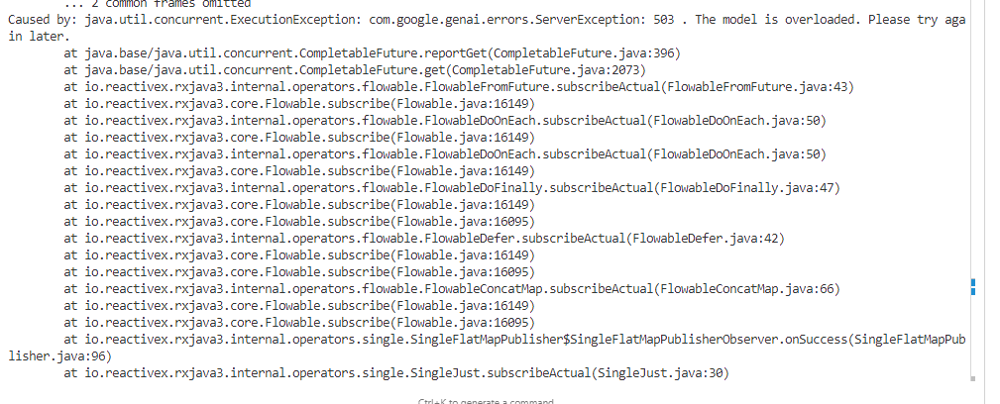 ... 2 common frames omitted
Caused by: java.util.concurrent.ExecutionException: com.google.genai.errors.ServerException: 503 . The model is overloaded. Please try aga
in later.
at java.base/java.util.concurrent.CompletableFuture.reportGet(CompletableFuture.java:396)
at java.base/java.util.concurrent.CompletableFuture.get(CompletableFuture.java:2073)
at io.reactivex.rxjava3.internal.operators.flowable.FlowableFromFuture.subscribeActual(FlowableFromFuture.java:43)
at io.reactivex.rxjava3.core.Flowable.subscribe(Flowable.java:16149)
at io.reactivex.rxjava3.internal.operators.flowable.FlowableDoOnEach.subscribeActual(FlowableDoOnEach.java:50)
at io.reactivex.rxjava3.core.Flowable.subscribe(Flowable.java:16149)
at io.reactivex.rxjava3.internal.operators.flowable.FlowableDoOnEach.subscribeActual(FlowableDoOnEach.java:50)
at io.reactivex.rxjava3.core.Flowable.subscribe(Flowable.java:16149)
at io.reactivex.rxjava3.internal.operators.flowable.FlowableDoFinally.subscribeActual(FlowableDoFinally.java:47)
at io.reactivex.rxjava3.core.Flowable.subscribe(Flowable.java:16149)
at io.reactivex.rxjava3.core.Flowable.subscribe(Flowable.java:16095)
at io.reactivex.rxjava3.internal.operators.flowable.FlowableDefer.subscribeActual(FlowableDefer.java:42)
at io.reactivex.rxjava3.core.Flowable.subscribe(Flowable.java:16149)
at io.reactivex.rxjava3.core.Flowable.subscribe(Flowable.java:16095)
at io.reactivex.rxjava3.internal.operators.flowable.FlowableConcatMap.subscribeActual(FlowableConcatMap.java:66)
at io.reactivex.rxjava3.core.Flowable.subscribe(Flowable.java:16149)
at io.reactivex.rxjava3.core.Flowable.subscribe(Flowable.java:16095)
at io.reactivex.rxjava3.internal.operators.single.SingleFlatMapPublisher$SingleFlatMapPublisherObserver.onSuccess(SingleFlatMapPub
lisher.java:96)
at io.reactivex.rxjava3.internal.operators.single.SingleJust.subscribeActual(SingleJust.java:30)
Ctrl+K to generate a command